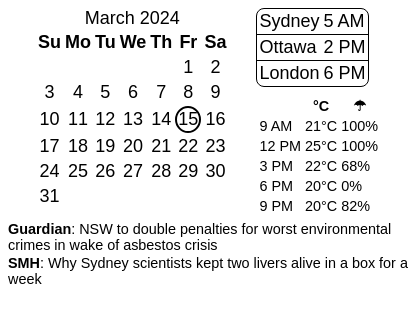 March 2024
Su Mo Tu We Th Fr Sa
1 2
3 4 5 6 7 8 9
10 11 12 13 14 15 16
17 18 19 20 21 22 23
24 25 26 27 28 29 30
31
Sydney 5 AM
Ottawa 2 PM
London 6 PM
°C ☂
9 AM 21°C 100%
12 PM 25°C 100%
3 PM 22°C 68%
6 PM 20°C 0%
9 PM 20°C 82%
Guardian: NSW to double penalties for worst environmental
crimes in wake of asbestos crisis
SMH: Why Sydney scientists kept two livers alive in a box for a
week